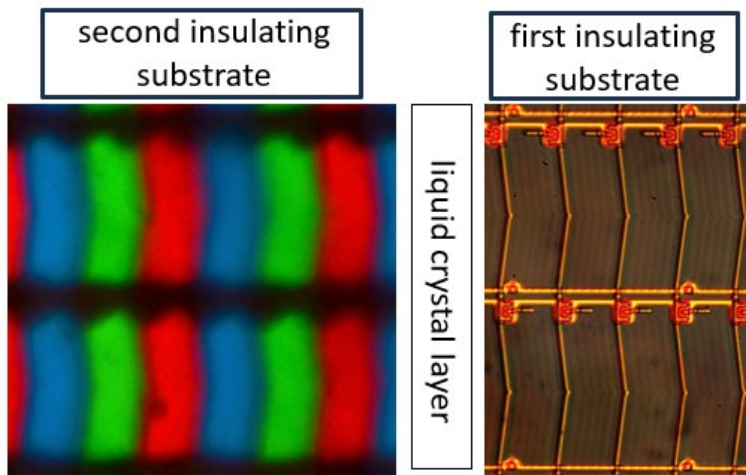 second insulating
substrate
first insulating
substrate
liquid crystal layer